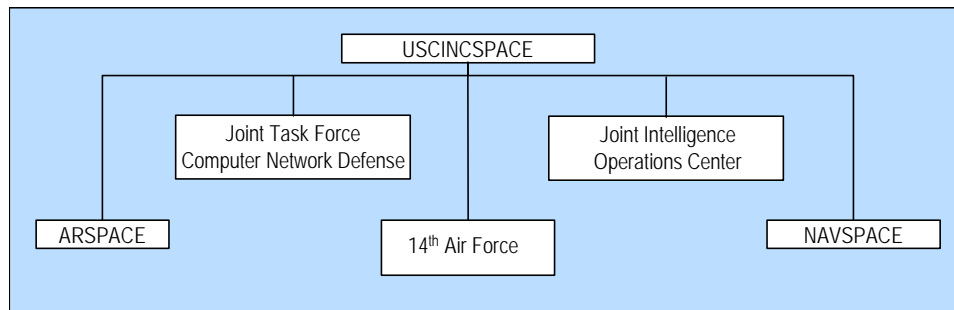 USCINCSPACE
Joint Task Force
Computer Network Defense
Joint Intelligence
Operations Center
ARSPACE
14th Air Force
NAVSPACE